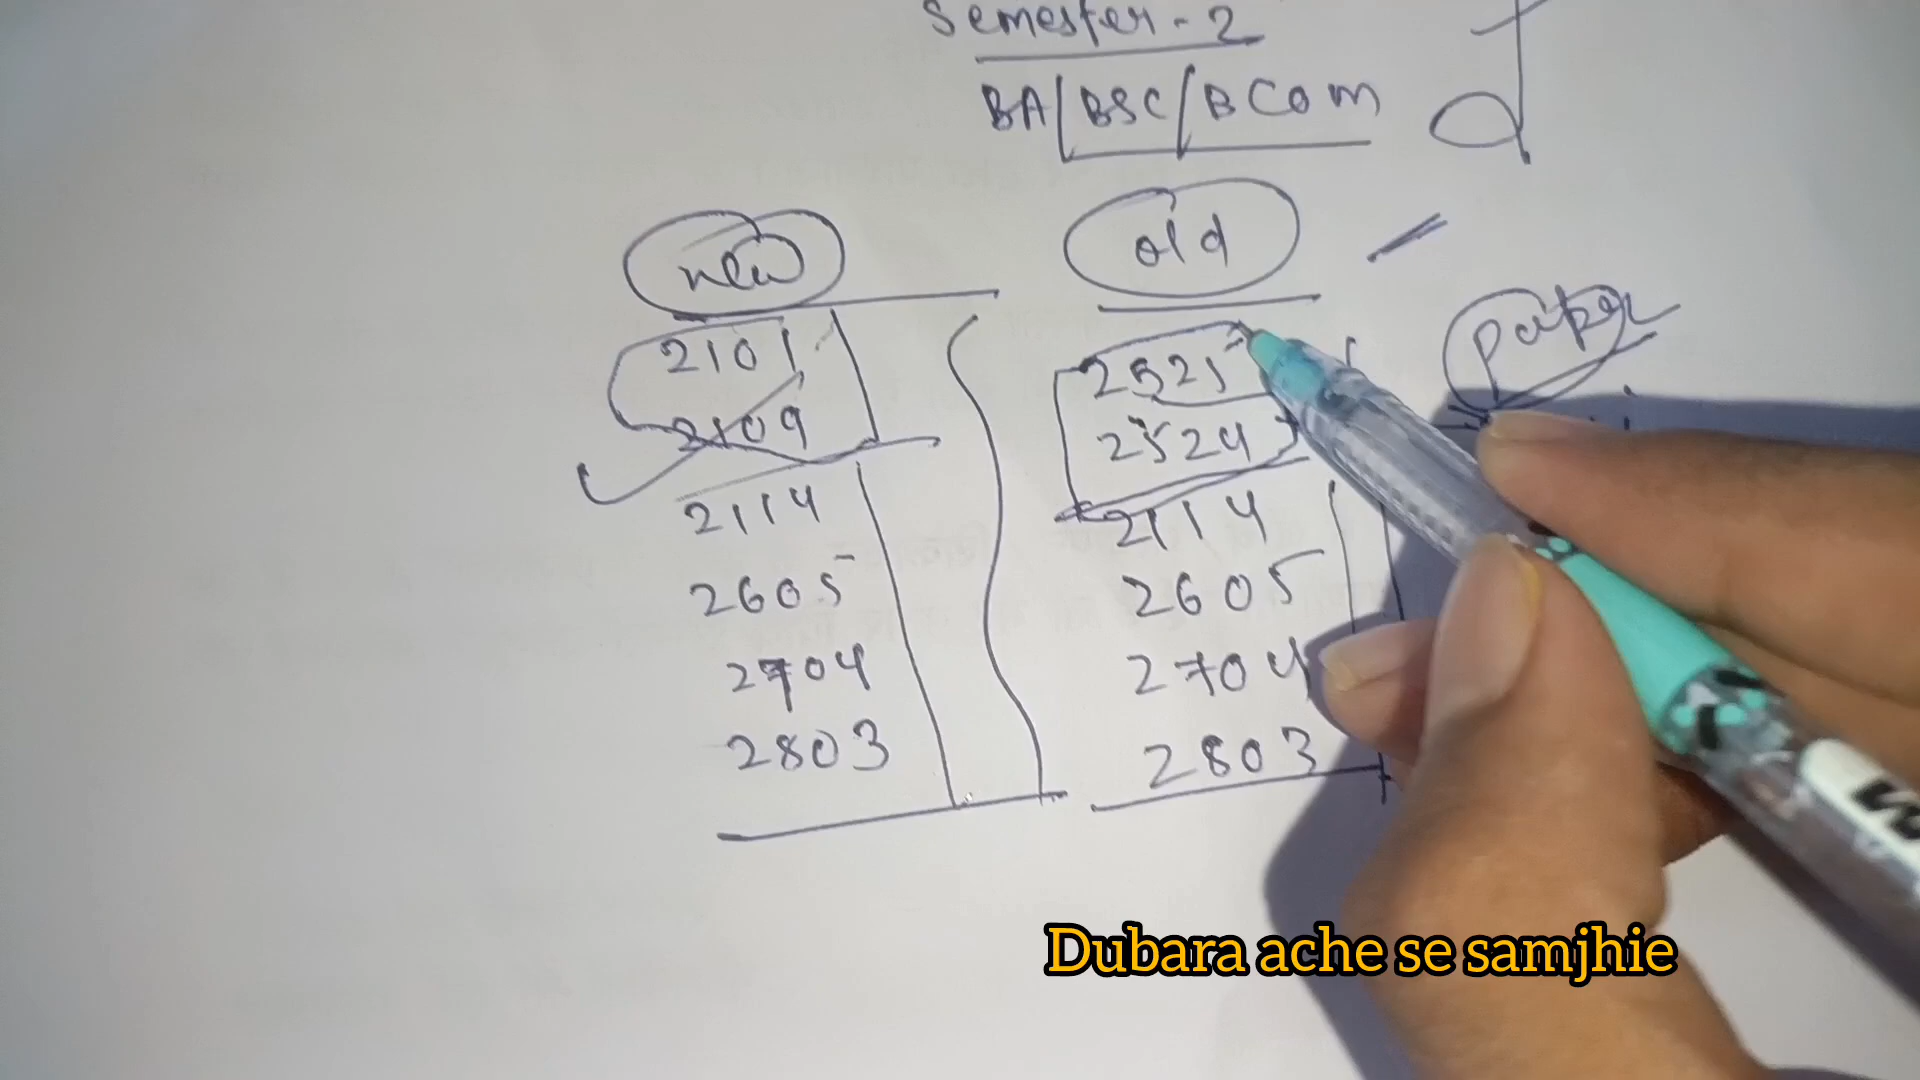 Semester - 2
BA/BSC/BCom
new
old
paper
2101
2109
2114
2605
2704
2803
2525
2524
2114
2605
2704
2803
Dubara ache se samjhie